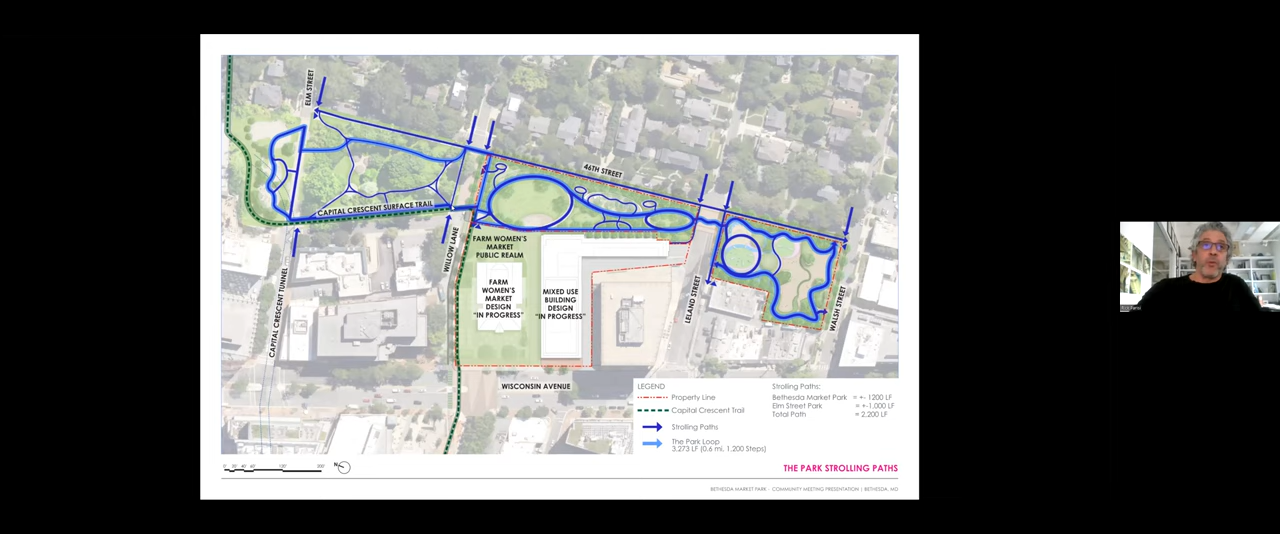 ELM STREET
46TH STREET
CAPITAL CRESCENT SURFACE TRAIL
WILLOW LANE
FARM WOMEN'S
MARKET
PUBLIC REALM
FARM
WOMEN'S
MARKET
DESIGN
"IN PROGRESS"
MIXED USE
BUILDING
DESIGN
"IN PROGRESS"
CAPITAL CRESCENT TUNNEL
LELAND STREET
WALSH STREET
WISCONSIN AVENUE
LEGEND
Property Line
Capital Crescent Trail
Strolling Paths
The Park Loop
3,273 LF (0.6 mi, 1,200 Steps)
Strolling Paths:
Bethesda Market Park = +- 1200 LF
Elm Street Park = +-1,000 LF
Total Path = 2,200 LF
N
THE PARK STROLLING PATHS
BETHESDA MARKET PARK - COMMUNITY MEETING PRESENTATION | BETHESDA, MD